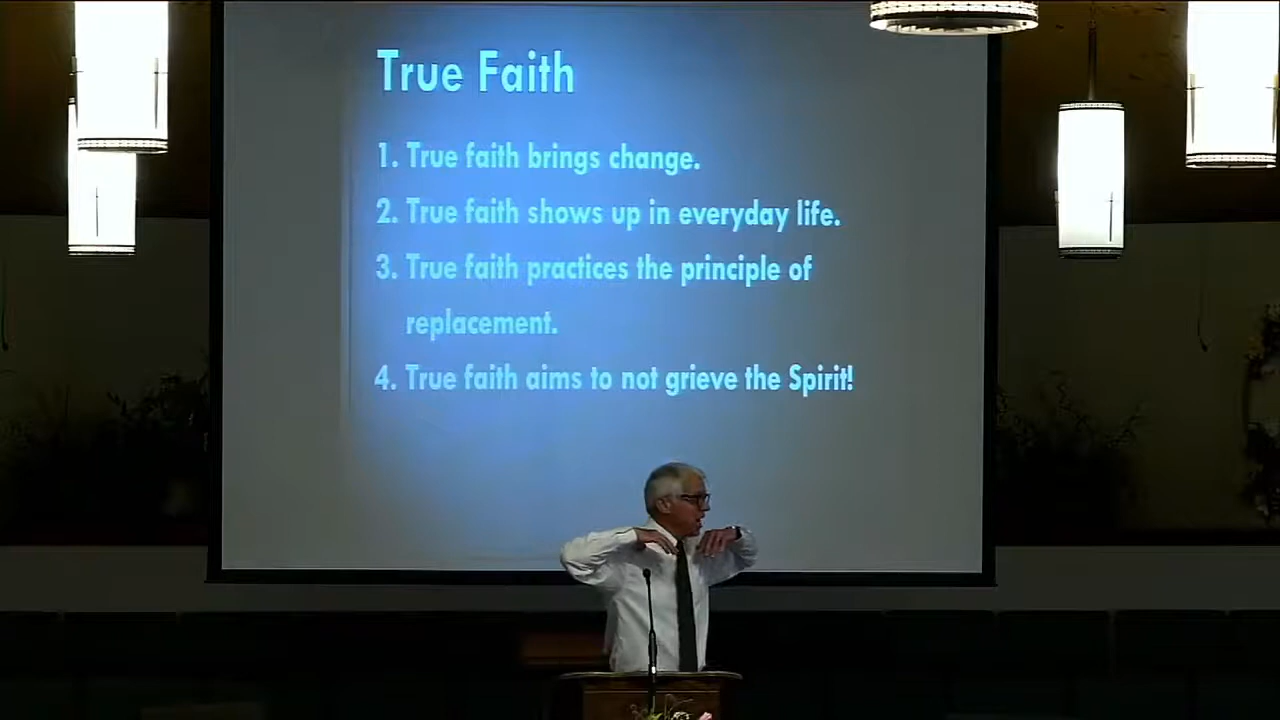 True Faith
1. True faith brings change.
2. True faith shows up in everyday life.
3. True faith practices the principle of
replacement.
4. True faith aims to not grieve the Spirit!